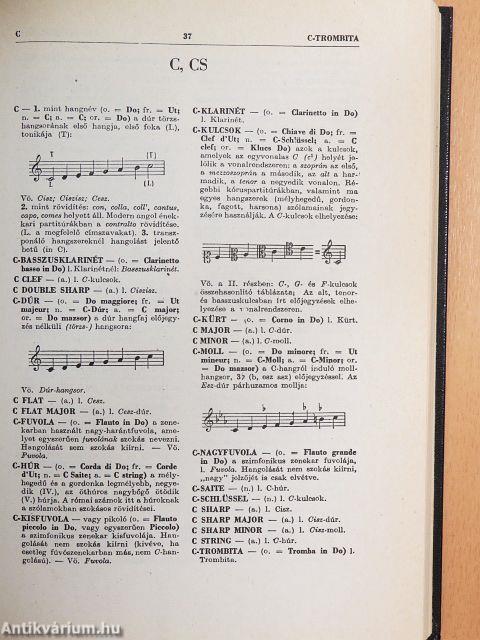 C
37
C-TROMBITA
C, CS
C — 1. mint hangnév (o. = Do; fr. = Ut;
n. = C; a. = C; or. = Do) a dúr törzs-
hangsorának első hangja, első foka (I.),
tonikája (T):
(T)
(T)
(I.)
(I.)
Vö. Cisz; Ciszisz; Cesz.
2. mint rövidítés: con, colla, coll', cantus,
capo, comes helyett áll. Modern angol ének-
kari partitúrákban a contralto rövidítése.
(L. a megfelelő címszavakat). 3. transz-
ponáló hangszereknél hangolást jelentő
betű (in C).
C-BASSZUSKLARINÉT — (o. = Clarinetto
basso in Do) l. Klarinétnél: Basszusklarinét.
C CLEF — (a.) l. C-kulcsok.
C DOUBLE SHARP — (a.) l. Ciszisz.
C-DÚR — (o. = Do maggiore; fr. = Ut
majeur; n. = C-Dúr; a. = C major;
or. = Do mazsor) a dúr hangfaj előjegy-
zés nélküli (törzs-) hangsora:
Vö. Dúr-hangsor.
C FLAT — (a.) l. Cesz.
C FLAT MAJOR — (a.) l. Cesz-dúr.
C-FUVOLA — (o. = Flauto in Do) a zene-
karban használt nagy-harántfuvola, ame-
lyet egyszerűen fuvolának szokás nevezni.
Hangolását sem szokás kiírni. — Vö.
Fuvola.
C-HÚR — (o. = Corda di Do; fr. = Corde
d'Ut; n. = C Saite; a. = C string) a mély-
hegedű és a gordonka legmélyebb, negye-
dik (IV.), az öthúros nagybőgő ötödik
(V.) húrja. A római számok itt a húroknak
a szólamokban szokásos rövidítései.
C-KISFUVOLA — vagy pikoló (o. = Flauto
piccolo in Do, vagy egyszerűen Piccolo)
a szimfonikus zenekar kisfuvolája. Han-
golását nem szokás kiírni (kivéve, ha
esetleg fúvószenekarban más, nem C-han-
golású). — Vö. Fuvola.
C-KLARINÉT — (o. = Clarinetto in Do)
l. Klarinét.
C-KULCSOK — (o. = Chiave di Do; fr. =
Clef d'Ut; n. = C-Schlüssel; a. = C
clef; or. = Kljucs Do) azok a kulcsok,
amelyek az egyvonalas C (c¹) helyét je-
lölik a vonalrendszeren: a szoprán az első,
a mezzoszoprán a második, az alt a har-
madik, a tenor a negyedik vonalon. Ré-
gebbi kóruspartitúrákban, valamint ma
egyes hangszerek (mélyhegedű, gordon-
ka, fagott, harsona) szólamainak jegy-
zésére használják. A C-kulcsok elhelyezése:
Vö. a II. részben: C-, G- és F-kulcsok
összehasonlító táblázata; Az alt, tenor-
és basszuskulcsban írt előjegyzések elhe-
lyezése a vonalrendszeren.
C-KÜRT — (o. = Corno in Do) l. Kürt.
C MAJOR — (a.) l. C-dúr.
C MINOR — (a.) l. C-moll.
C-MOLL — (o. = Do minore; fr. = Ut
mineur; n. = C-Moll; a. = C-Minor; or.
= Do mazsor) a C-hangról induló moll-
hangsor, 3♭ (b, esz asz) előjegyzéssel. Az
Esz-dúr párhuzamos mollja:
C-NAGYFUVOLA — (o. = Flauto grande
in Do) a szimfonikus zenekar fuvolája,
l. Fuvola. Hangolását nem szokás kiírni,
„nagy” jelzőjét is csak elvétve.
C-SAITE — (n.) l. C-húr.
C-SCHLÜSSEL — (n.) l. C-kulcsok.
C SHARP — (a.) l. Cisz.
C SHARP MAJOR — (a.) l. Cisz-dúr.
C SHARP MINOR — (a.) l. Cisz-moll.
C STRING — (a.) l. C-húr.
C-TROMBITA — (o. = Tromba in Do) l.
Trombita.
Antikvárium.hu